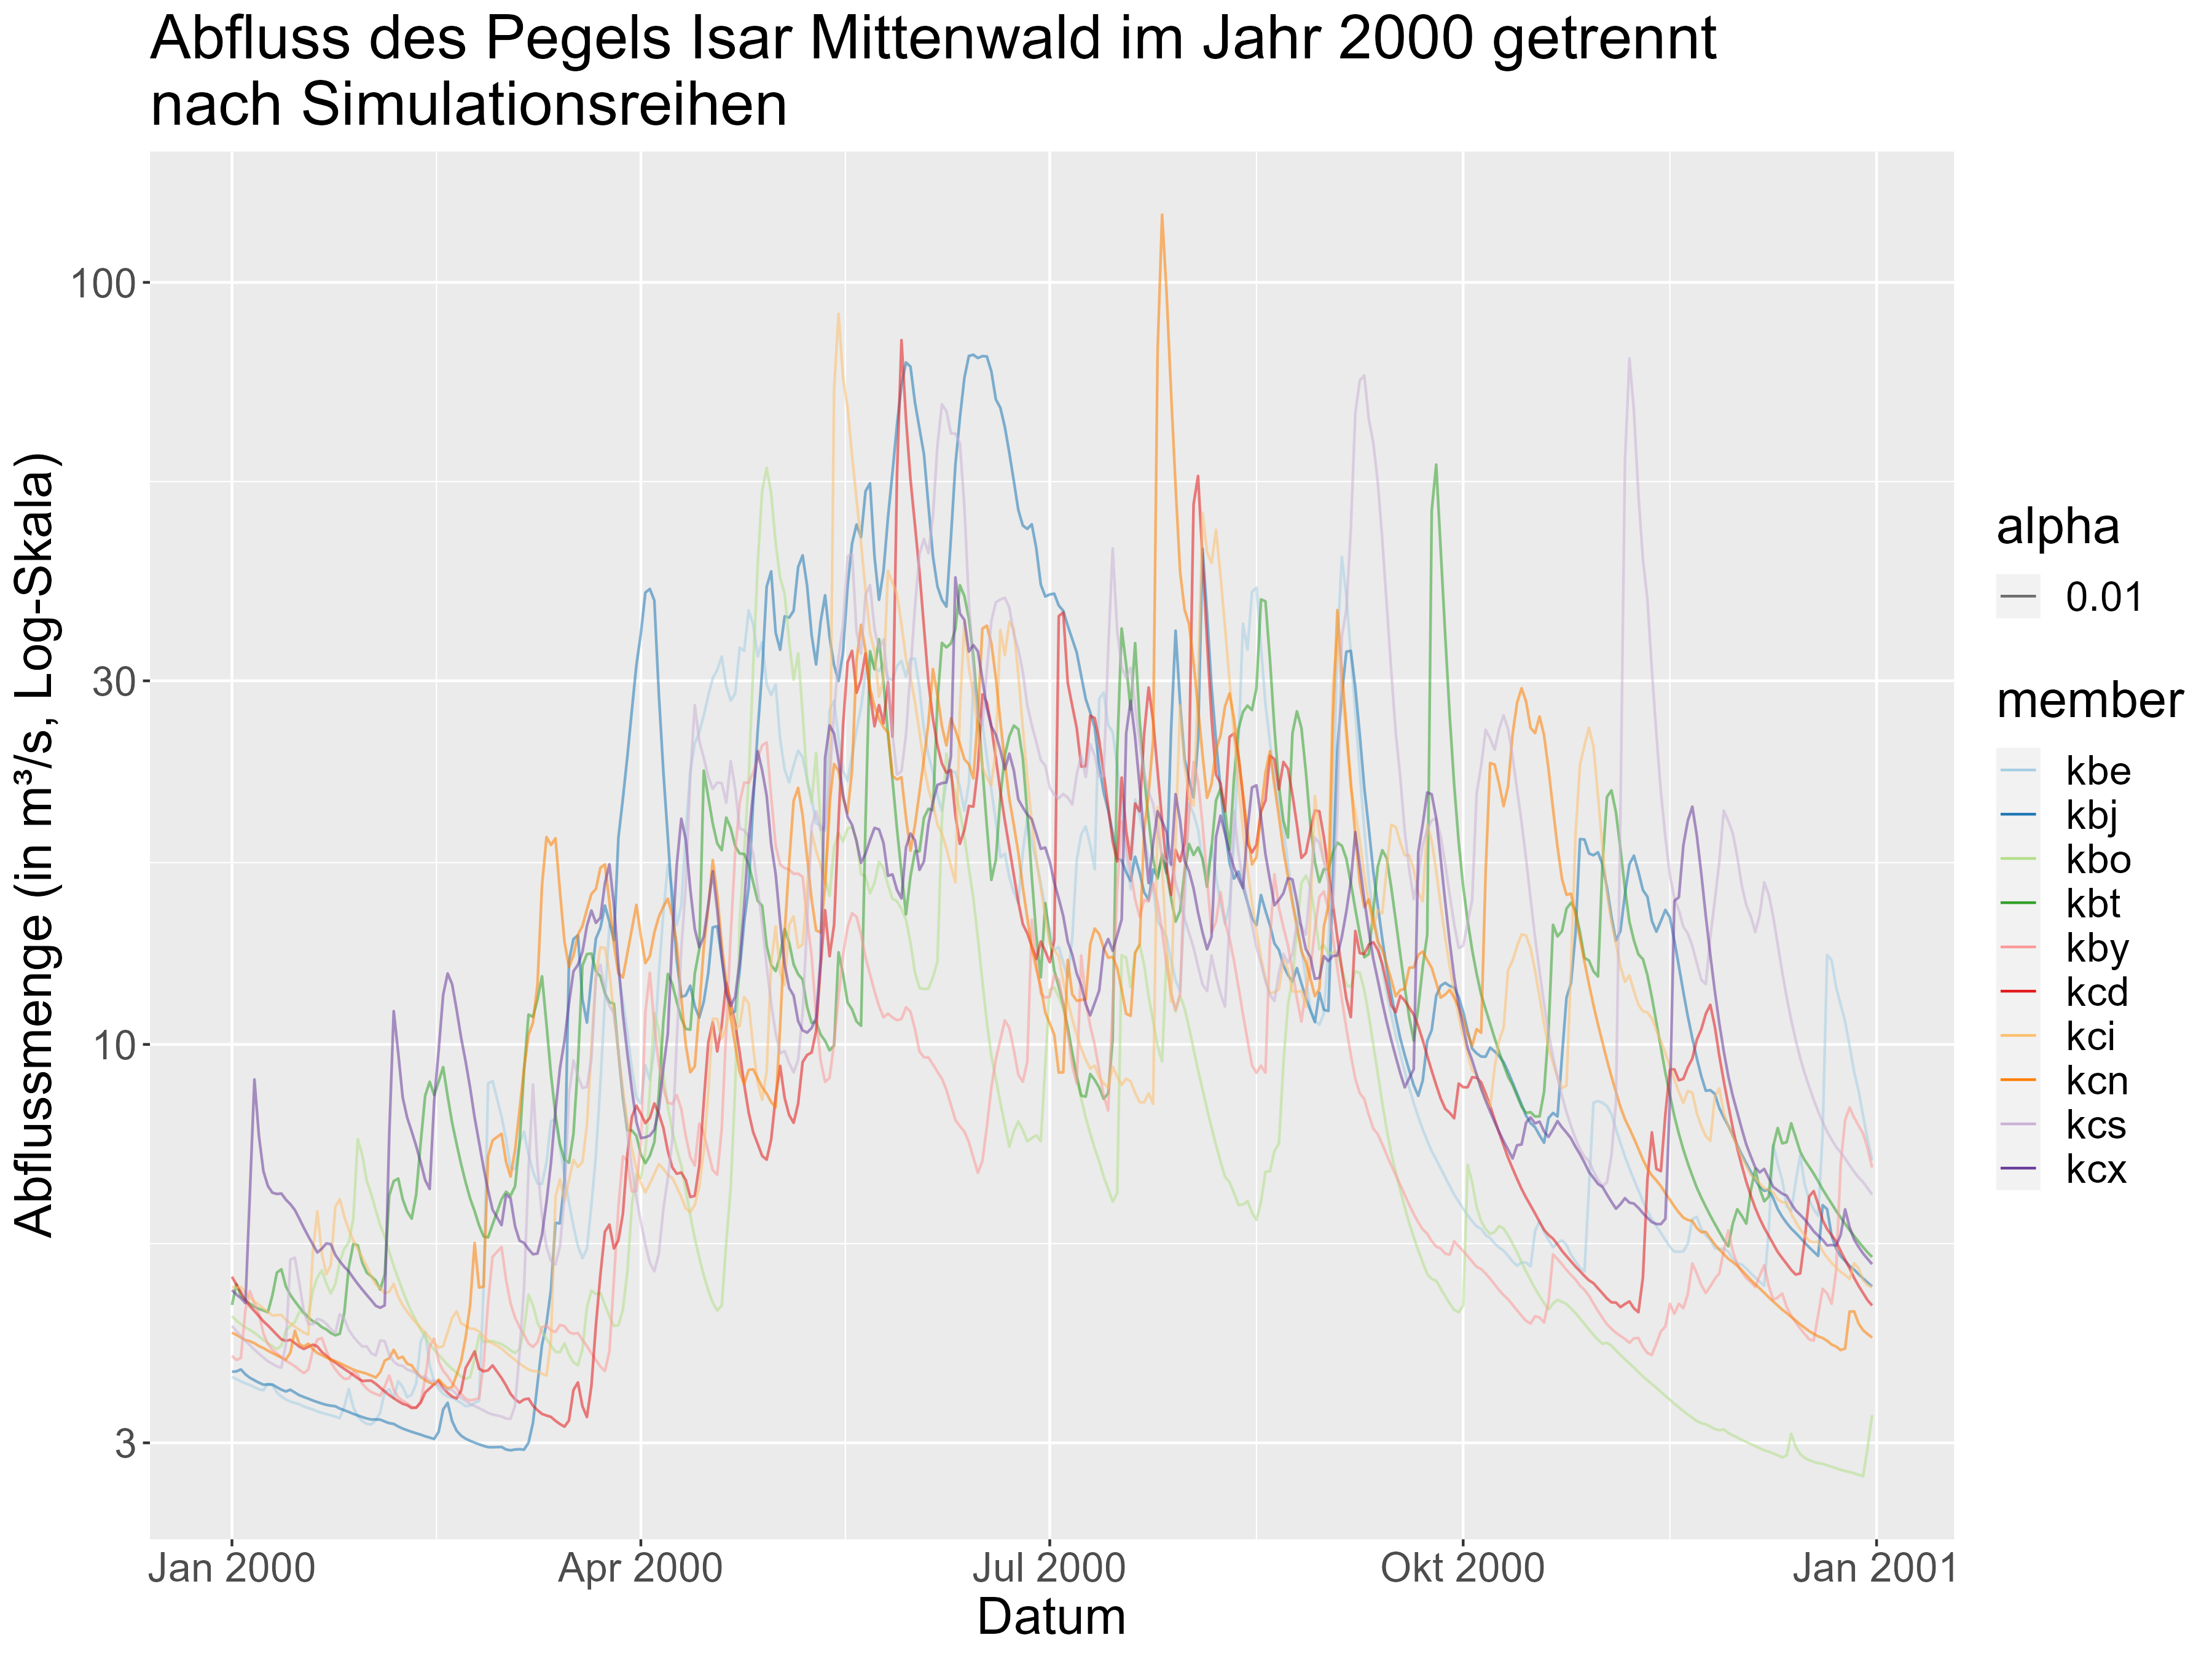 Abfluss des Pegels Isar Mittenwald im Jahr 2000 getrennt
nach Simulationsreihen
Abflussmenge (in m³/s, Log-Skala)
100
30
10
3
Jan 2000
Apr 2000
Jul 2000
Okt 2000
Jan 2001
Datum
alpha
0.01
member
kbe
kbj
kbo
kbt
kby
kcd
kci
kcn
kcs
kcx